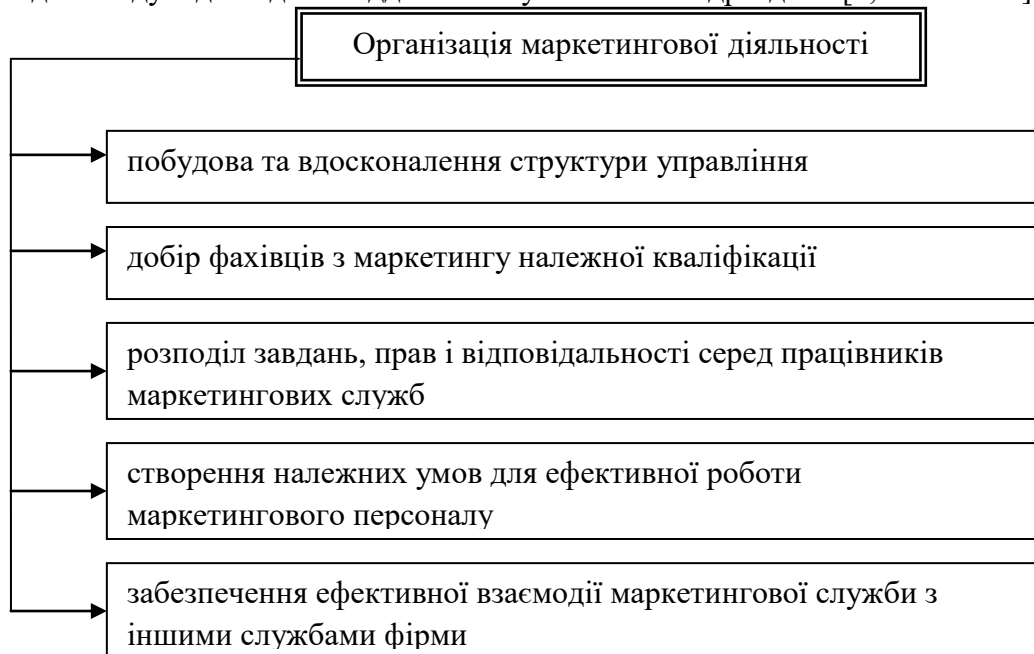 Організація маркетингової діяльності
побудова та вдосконалення структури управління
добір фахівців з маркетингу належної кваліфікації
розподіл завдань, прав і відповідальності серед працівників
маркетингових служб
створення належних умов для ефективної роботи
маркетингового персоналу
забезпечення ефективної взаємодії маркетингової служби з
іншими службами фірми